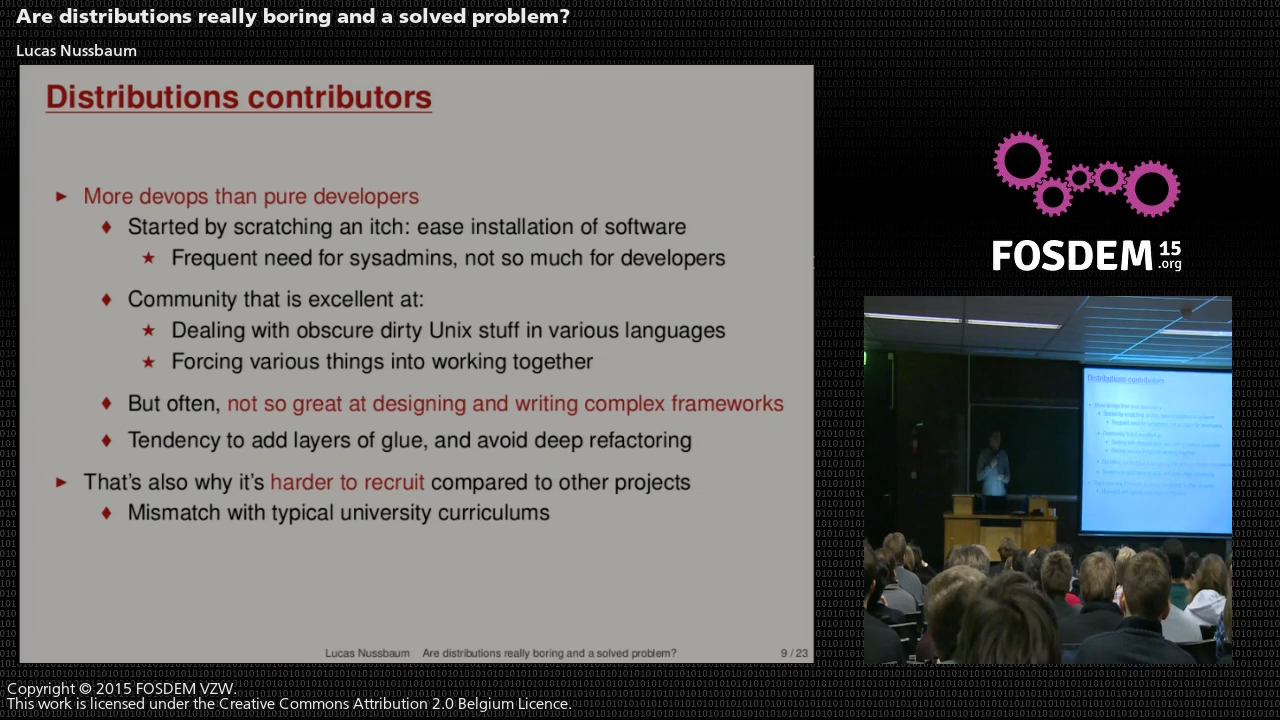 Are distributions really boring and a solved problem?
Lucas Nussbaum
Distributions contributors
More devops than pure developers
Started by scratching an itch: ease installation of software
Frequent need for sysadmins, not so much for developers
Community that is excellent at:
Dealing with obscure dirty Unix stuff in various languages
Forcing various things into working together
But often, not so great at designing and writing complex frameworks
Tendency to add layers of glue, and avoid deep refactoring
That's also why it's harder to recruit compared to other projects
Mismatch with typical university curriculums
Lucas Nussbaum Are distributions really boring and a solved problem? 9 / 23
FOSDEM 15
.org
Distributions contributors
Copyright © 2015 FOSDEM VZW.
This work is licensed under the Creative Commons Attribution 2.0 Belgium Licence.